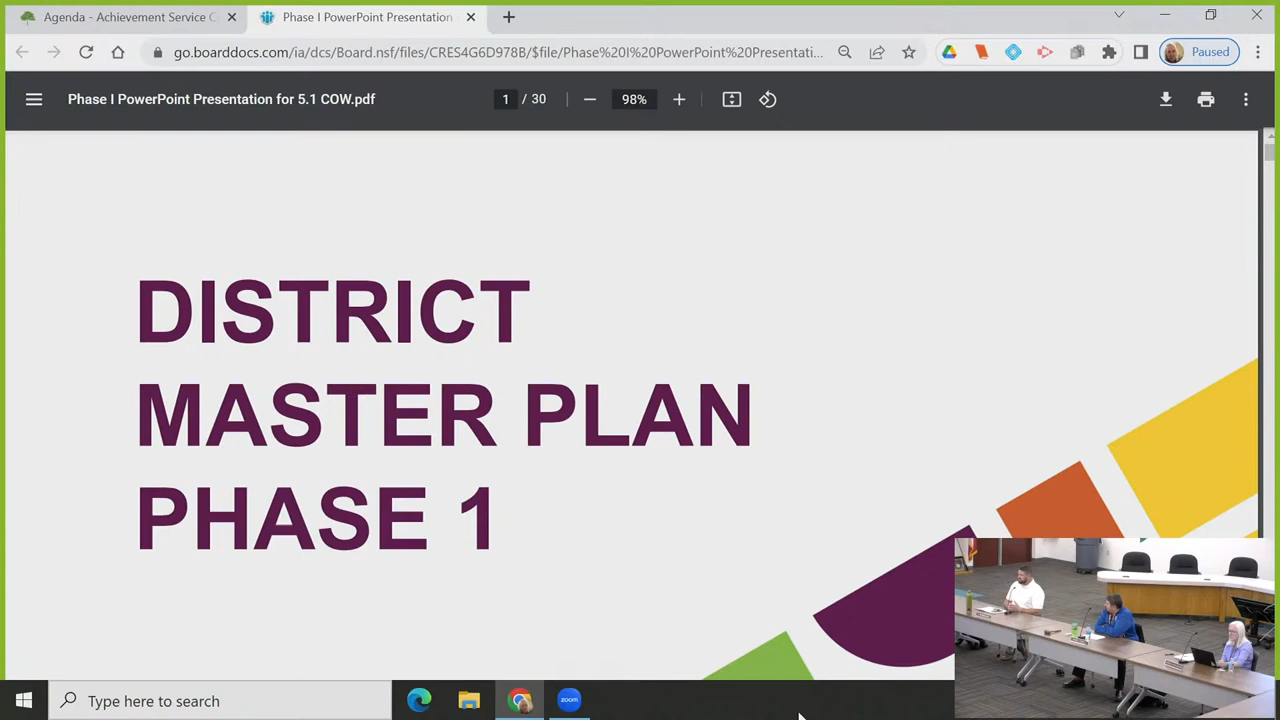 Agenda - Achievement Service C
Phase I PowerPoint Presentation
go.boarddocs.com/ia/dcs/Board.nsf/files/CRES4G6D978B/$file/Phase%20I%20PowerPoint%20Presentati...
Paused
Phase I PowerPoint Presentation for 5.1 COW.pdf
1 / 30
98%
DISTRICT
MASTER PLAN
PHASE 1
Type here to search
zoom